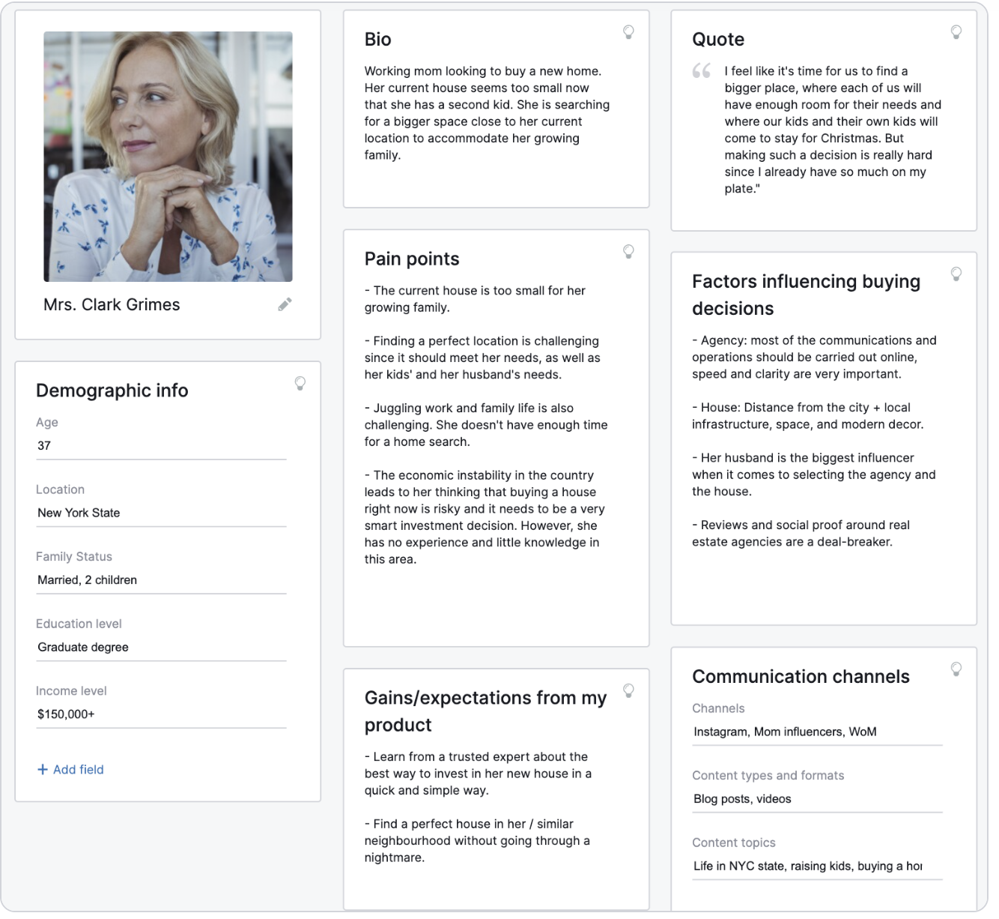 Mrs. Clark Grimes
Demographic info
Age
37
Location
New York State
Family Status
Married, 2 children
Education level
Graduate degree
Income level
$150,000+
+ Add field
Bio
Working mom looking to buy a new home.
Her current house seems too small now
that she has a second kid. She is searching
for a bigger space close to her current
location to accommodate her growing
family.
Pain points
- The current house is too small for her
growing family.
- Finding a perfect location is challenging
since it should meet her needs, as well as
her kids' and her husband's needs.
- Juggling work and family life is also
challenging. She doesn't have enough time
for a home search.
- The economic instability in the country
leads to her thinking that buying a house
right now is risky and it needs to be a very
smart investment decision. However, she
has no experience and little knowledge in
this area.
Gains/expectations from my
product
- Learn from a trusted expert about the
best way to invest in her new house in a
quick and simple way.
- Find a perfect house in her / similar
neighbourhood without going through a
nightmare.
Quote
“ I feel like it's time for us to find a
bigger place, where each of us will
have enough room for their needs and
where our kids and their own kids will
come to stay for Christmas. But
making such a decision is really hard
since I already have so much on my
plate."
Factors influencing buying
decisions
- Agency: most of the communications and
operations should be carried out online,
speed and clarity are very important.
- House: Distance from the city + local
infrastructure, space, and modern decor.
- Her husband is the biggest influencer
when it comes to selecting the agency and
the house.
- Reviews and social proof around real
estate agencies are a deal-breaker.
Communication channels
Channels
Instagram, Mom influencers, WoM
Content types and formats
Blog posts, videos
Content topics
Life in NYC state, raising kids, buying a